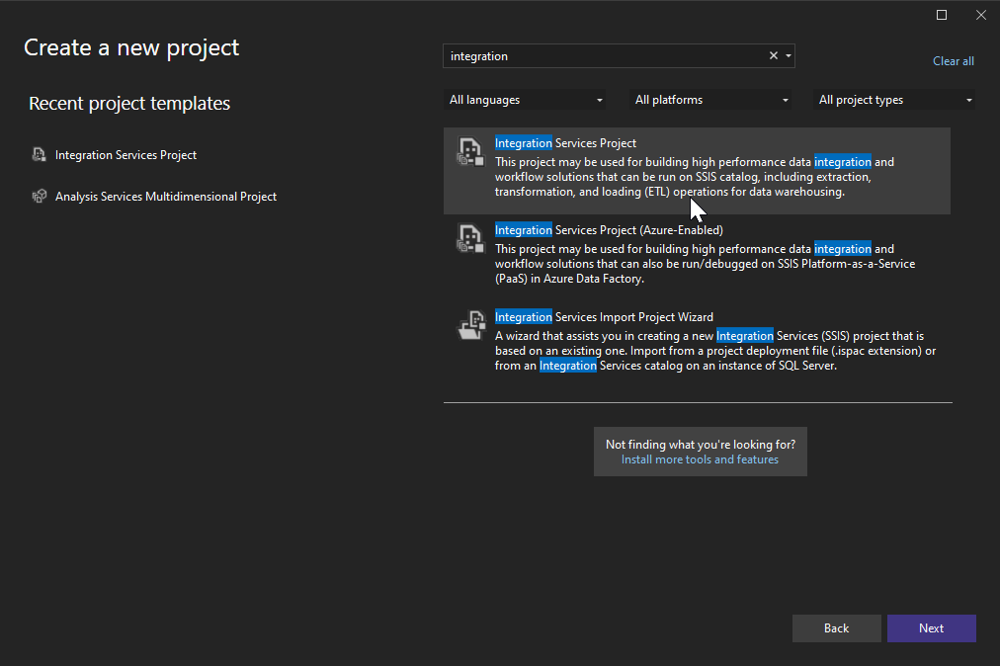 Create a new project
integration
Clear all
Recent project templates
All languages
All platforms
All project types
Integration Services Project
Analysis Services Multidimensional Project
Integration Services Project
This project may be used for building high performance data integration and
workflow solutions that can be run on SSIS catalog, including extraction,
transformation, and loading (ETL) operations for data warehousing.
Integration Services Project (Azure-Enabled)
This project may be used for building high performance data integration and
workflow solutions that can also be run/debugged on SSIS Platform-as-a-Service
(PaaS) in Azure Data Factory.
Integration Services Import Project Wizard
A wizard that assists you in creating a new Integration Services (SSIS) project that is
based on an existing one. Import from a project deployment file (.ispac extension) or
from an Integration Services catalog on an instance of SQL Server.
Not finding what you're looking for?
Install more tools and features
Back
Next